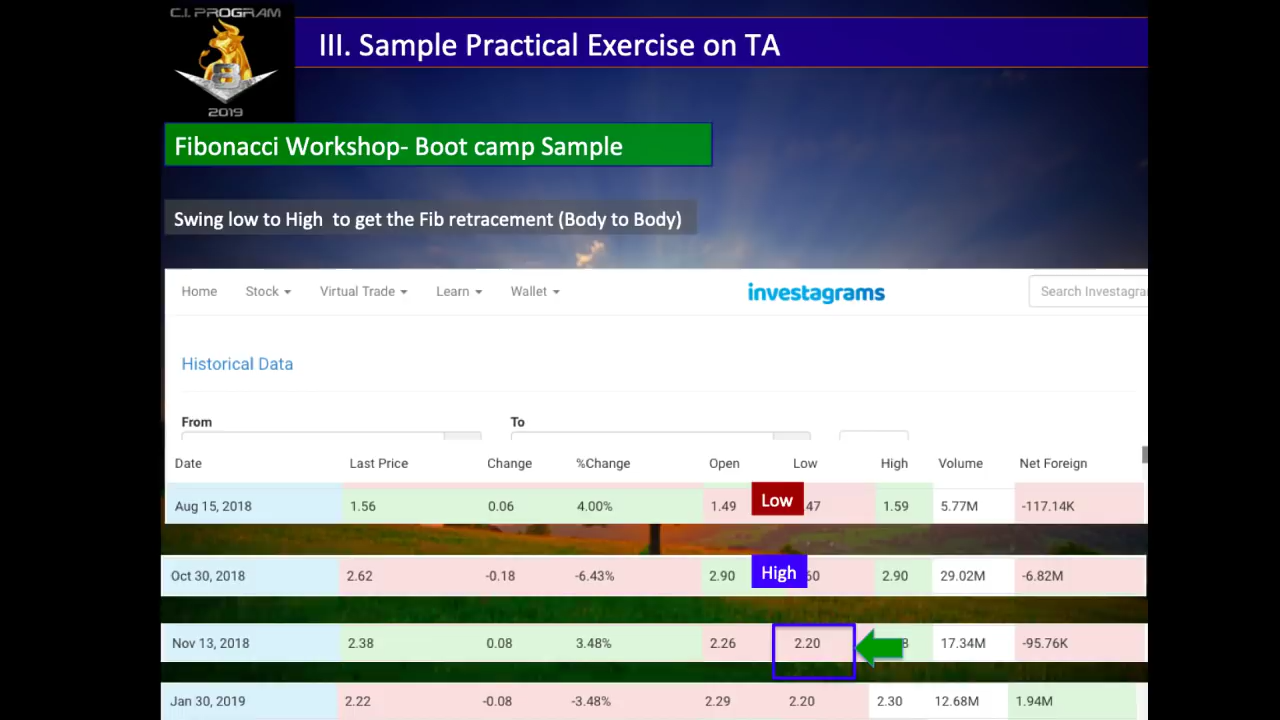 C.I. PROGRAM
8
2019
III. Sample Practical Exercise on TA
Fibonacci Workshop- Boot camp Sample
Swing low to High to get the Fib retracement (Body to Body)
Home Stock Virtual Trade Learn Wallet investagrams Search Investagra
Historical Data
From To
Date Last Price Change %Change Open Low High Volume Net Foreign
Aug 15, 2018 1.56 0.06 4.00% 1.49 Low 47 1.59 5.77M -117.14K
Oct 30, 2018 2.62 -0.18 -6.43% 2.90 High 60 2.90 29.02M -6.82M
Nov 13, 2018 2.38 0.08 3.48% 2.26 2.20 8 17.34M -95.76K
Jan 30, 2019 2.22 -0.08 -3.48% 2.29 2.20 2.30 12.68M 1.94M